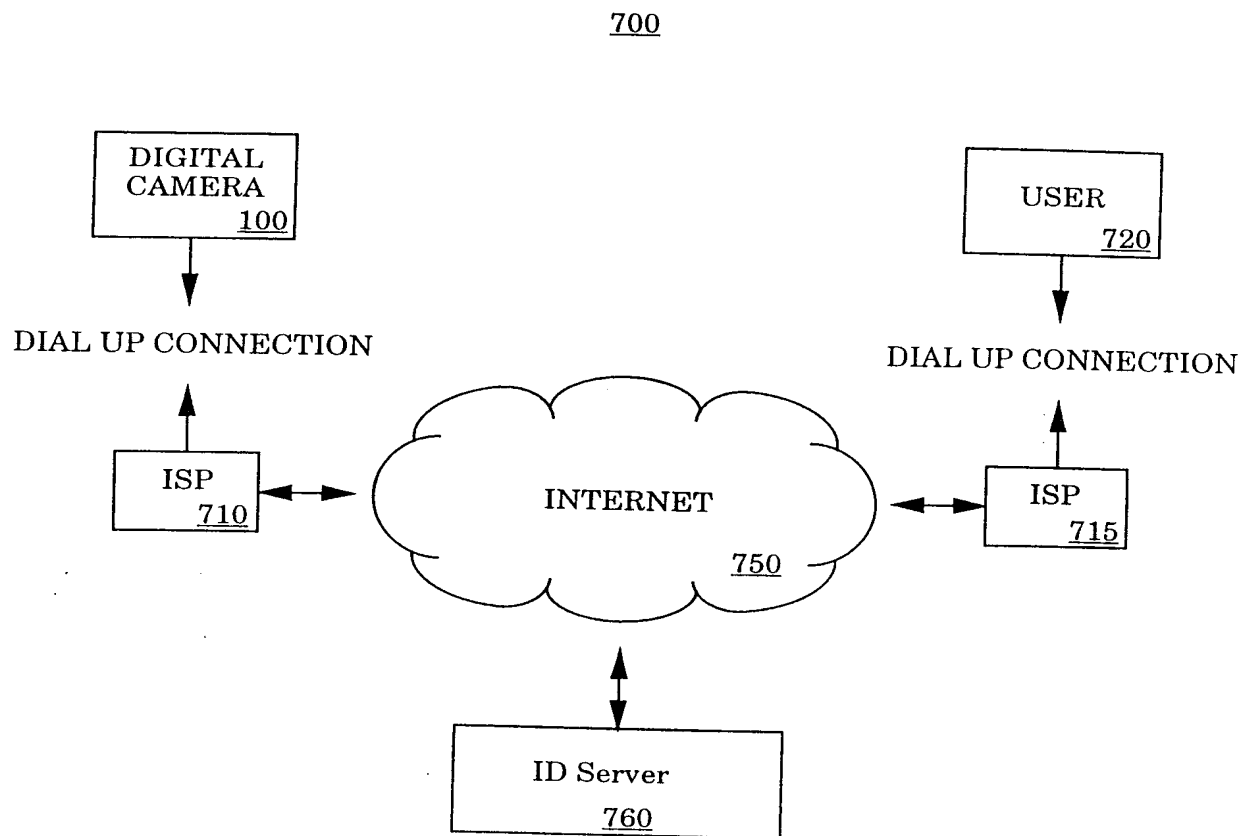 700
DIGITAL
CAMERA
100
USER
720
DIAL UP CONNECTION
DIAL UP CONNECTION
ISP
710
INTERNET
750
ISP
715
ID Server
760